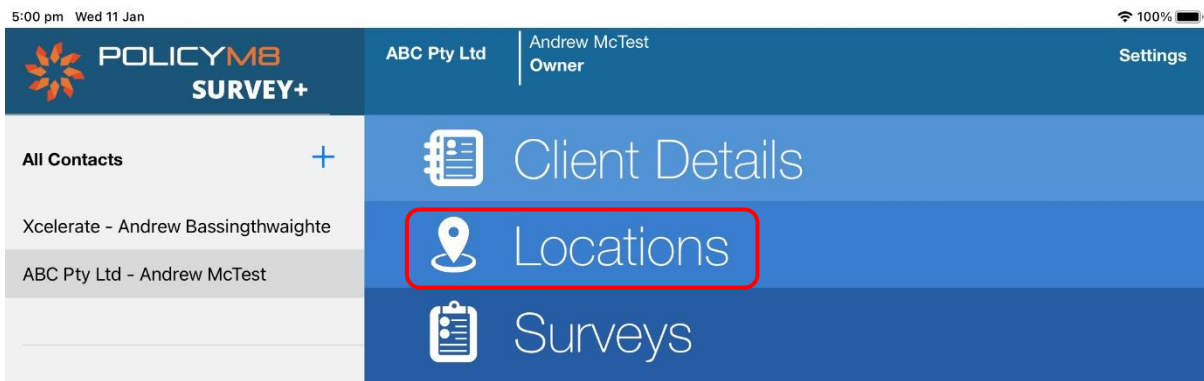 5:00 pm Wed 11 Jan
100%
POLICYM8
SURVEY+
ABC Pty Ltd
Andrew McTest
Owner
Settings
All Contacts
+
Xcelerate - Andrew Bassingthwaighte
ABC Pty Ltd - Andrew McTest
Client Details
Locations
Surveys